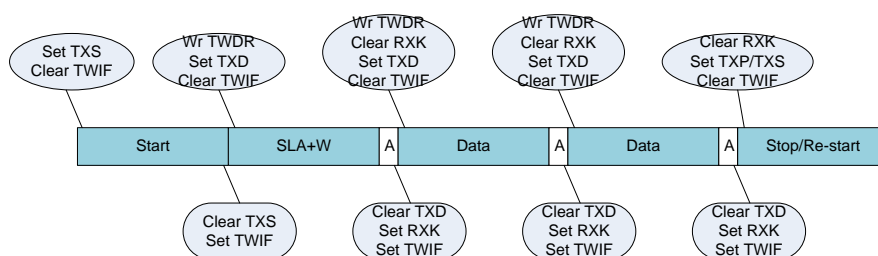 Set TXS
Clear TWIF
Wr TWDR
Set TXD
Clear TWIF
Wr TWDR
Clear RXK
Set TXD
Clear TWIF
Wr TWDR
Clear RXK
Set TXD
Clear TWIF
Clear RXK
Set TXP/TXS
Clear TWIF
Start
SLA+W
A
Data
A
Data
A
Stop/Re-start
Clear TXS
Set TWIF
Clear TXD
Set RXK
Set TWIF
Clear TXD
Set RXK
Set TWIF
Clear TXD
Set RXK
Set TWIF